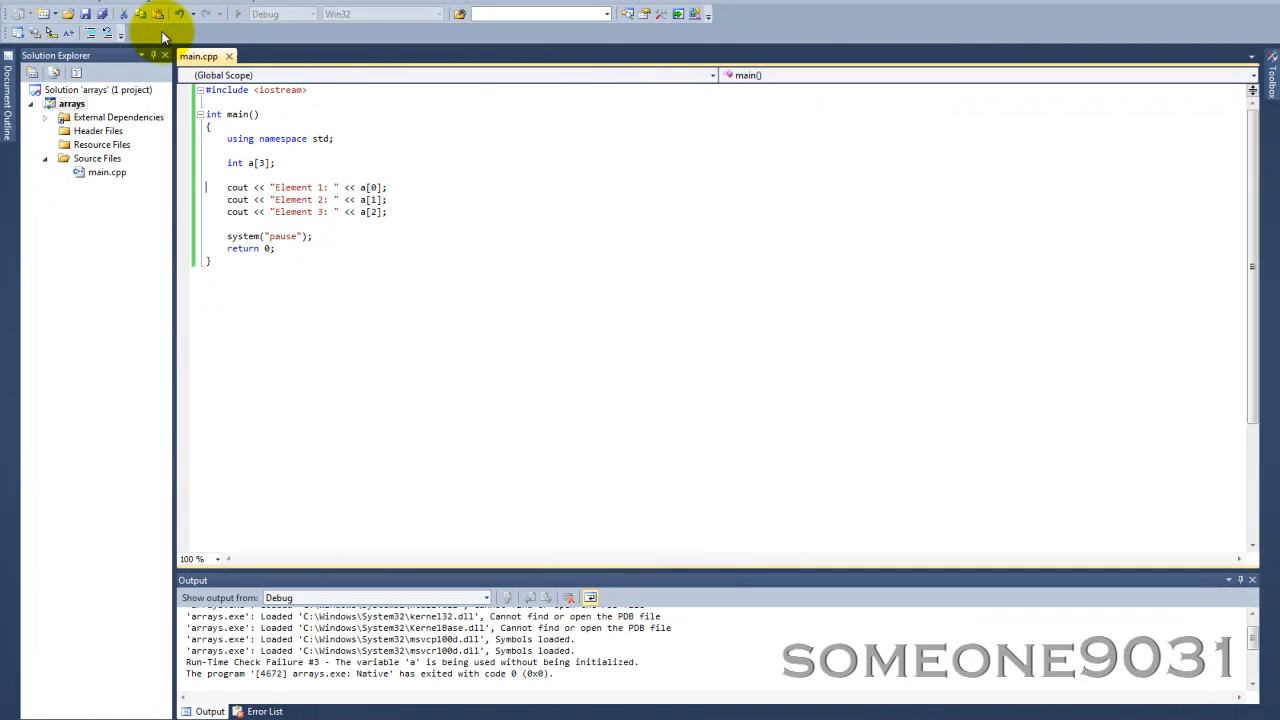 Debug
Win32
Solution Explorer
main.cpp
(Global Scope)
main()
Solution 'arrays' (1 project)
arrays
External Dependencies
Header Files
Resource Files
Source Files
main.cpp
Document Outline
Toolbox
#include <iostream>
int main()
{
using namespace std;
int a[3];
cout << "Element 1: " << a[0];
cout << "Element 2: " << a[1];
cout << "Element 3: " << a[2];
system("pause");
return 0;
}
100 %
Output
Show output from: Debug
'arrays.exe': Loaded 'C:\Windows\System32\kernel32.dll', Cannot find or open the PDB file
'arrays.exe': Loaded 'C:\Windows\System32\KernelBase.dll', Cannot find or open the PDB file
'arrays.exe': Loaded 'C:\Windows\System32\msvcp100d.dll', Symbols loaded.
'arrays.exe': Loaded 'C:\Windows\System32\msvcr100d.dll', Symbols loaded.
Run-Time Check Failure #3 - The variable 'a' is being used without being initialized.
The program '[4672] arrays.exe: Native' has exited with code 0 (0x0).
SOMEONE9031
Output
Error List